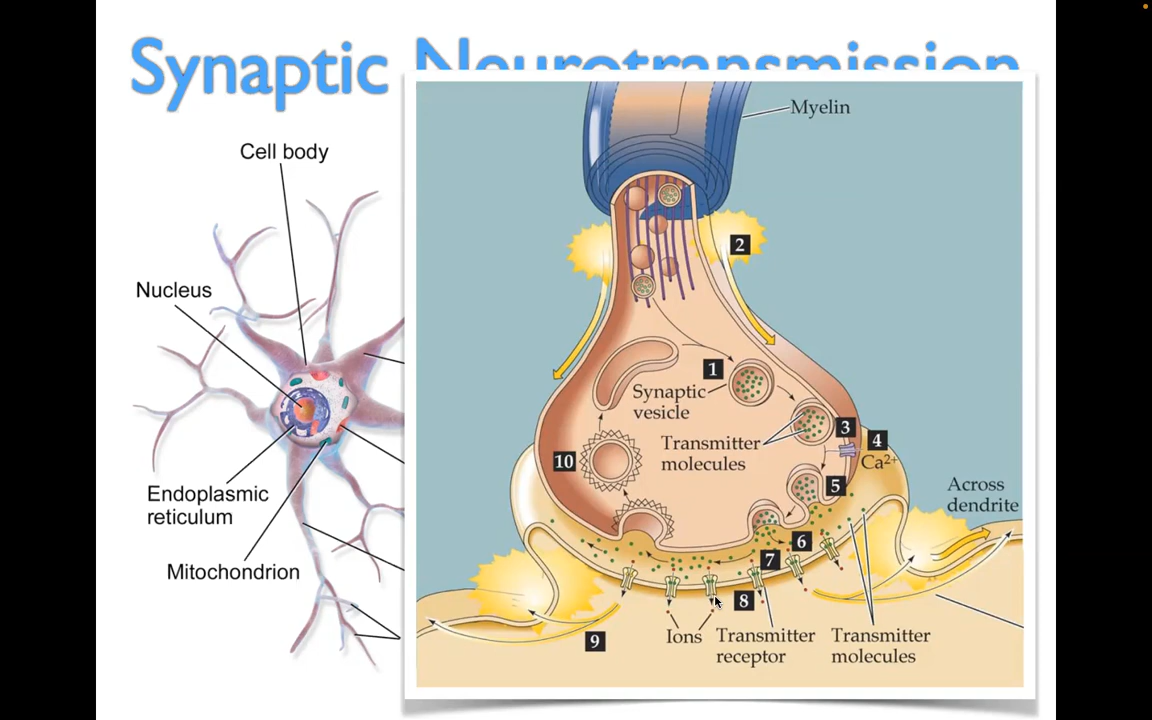 Synaptic Neurotransmission
Cell body
Nucleus
Endoplasmic
reticulum
Mitochondrion
Myelin
2
1
Synaptic
vesicle
3
4
Transmitter
molecules
Ca2+
10
5
Across
dendrite
6
7
8
9
Ions
Transmitter
receptor
Transmitter
molecules